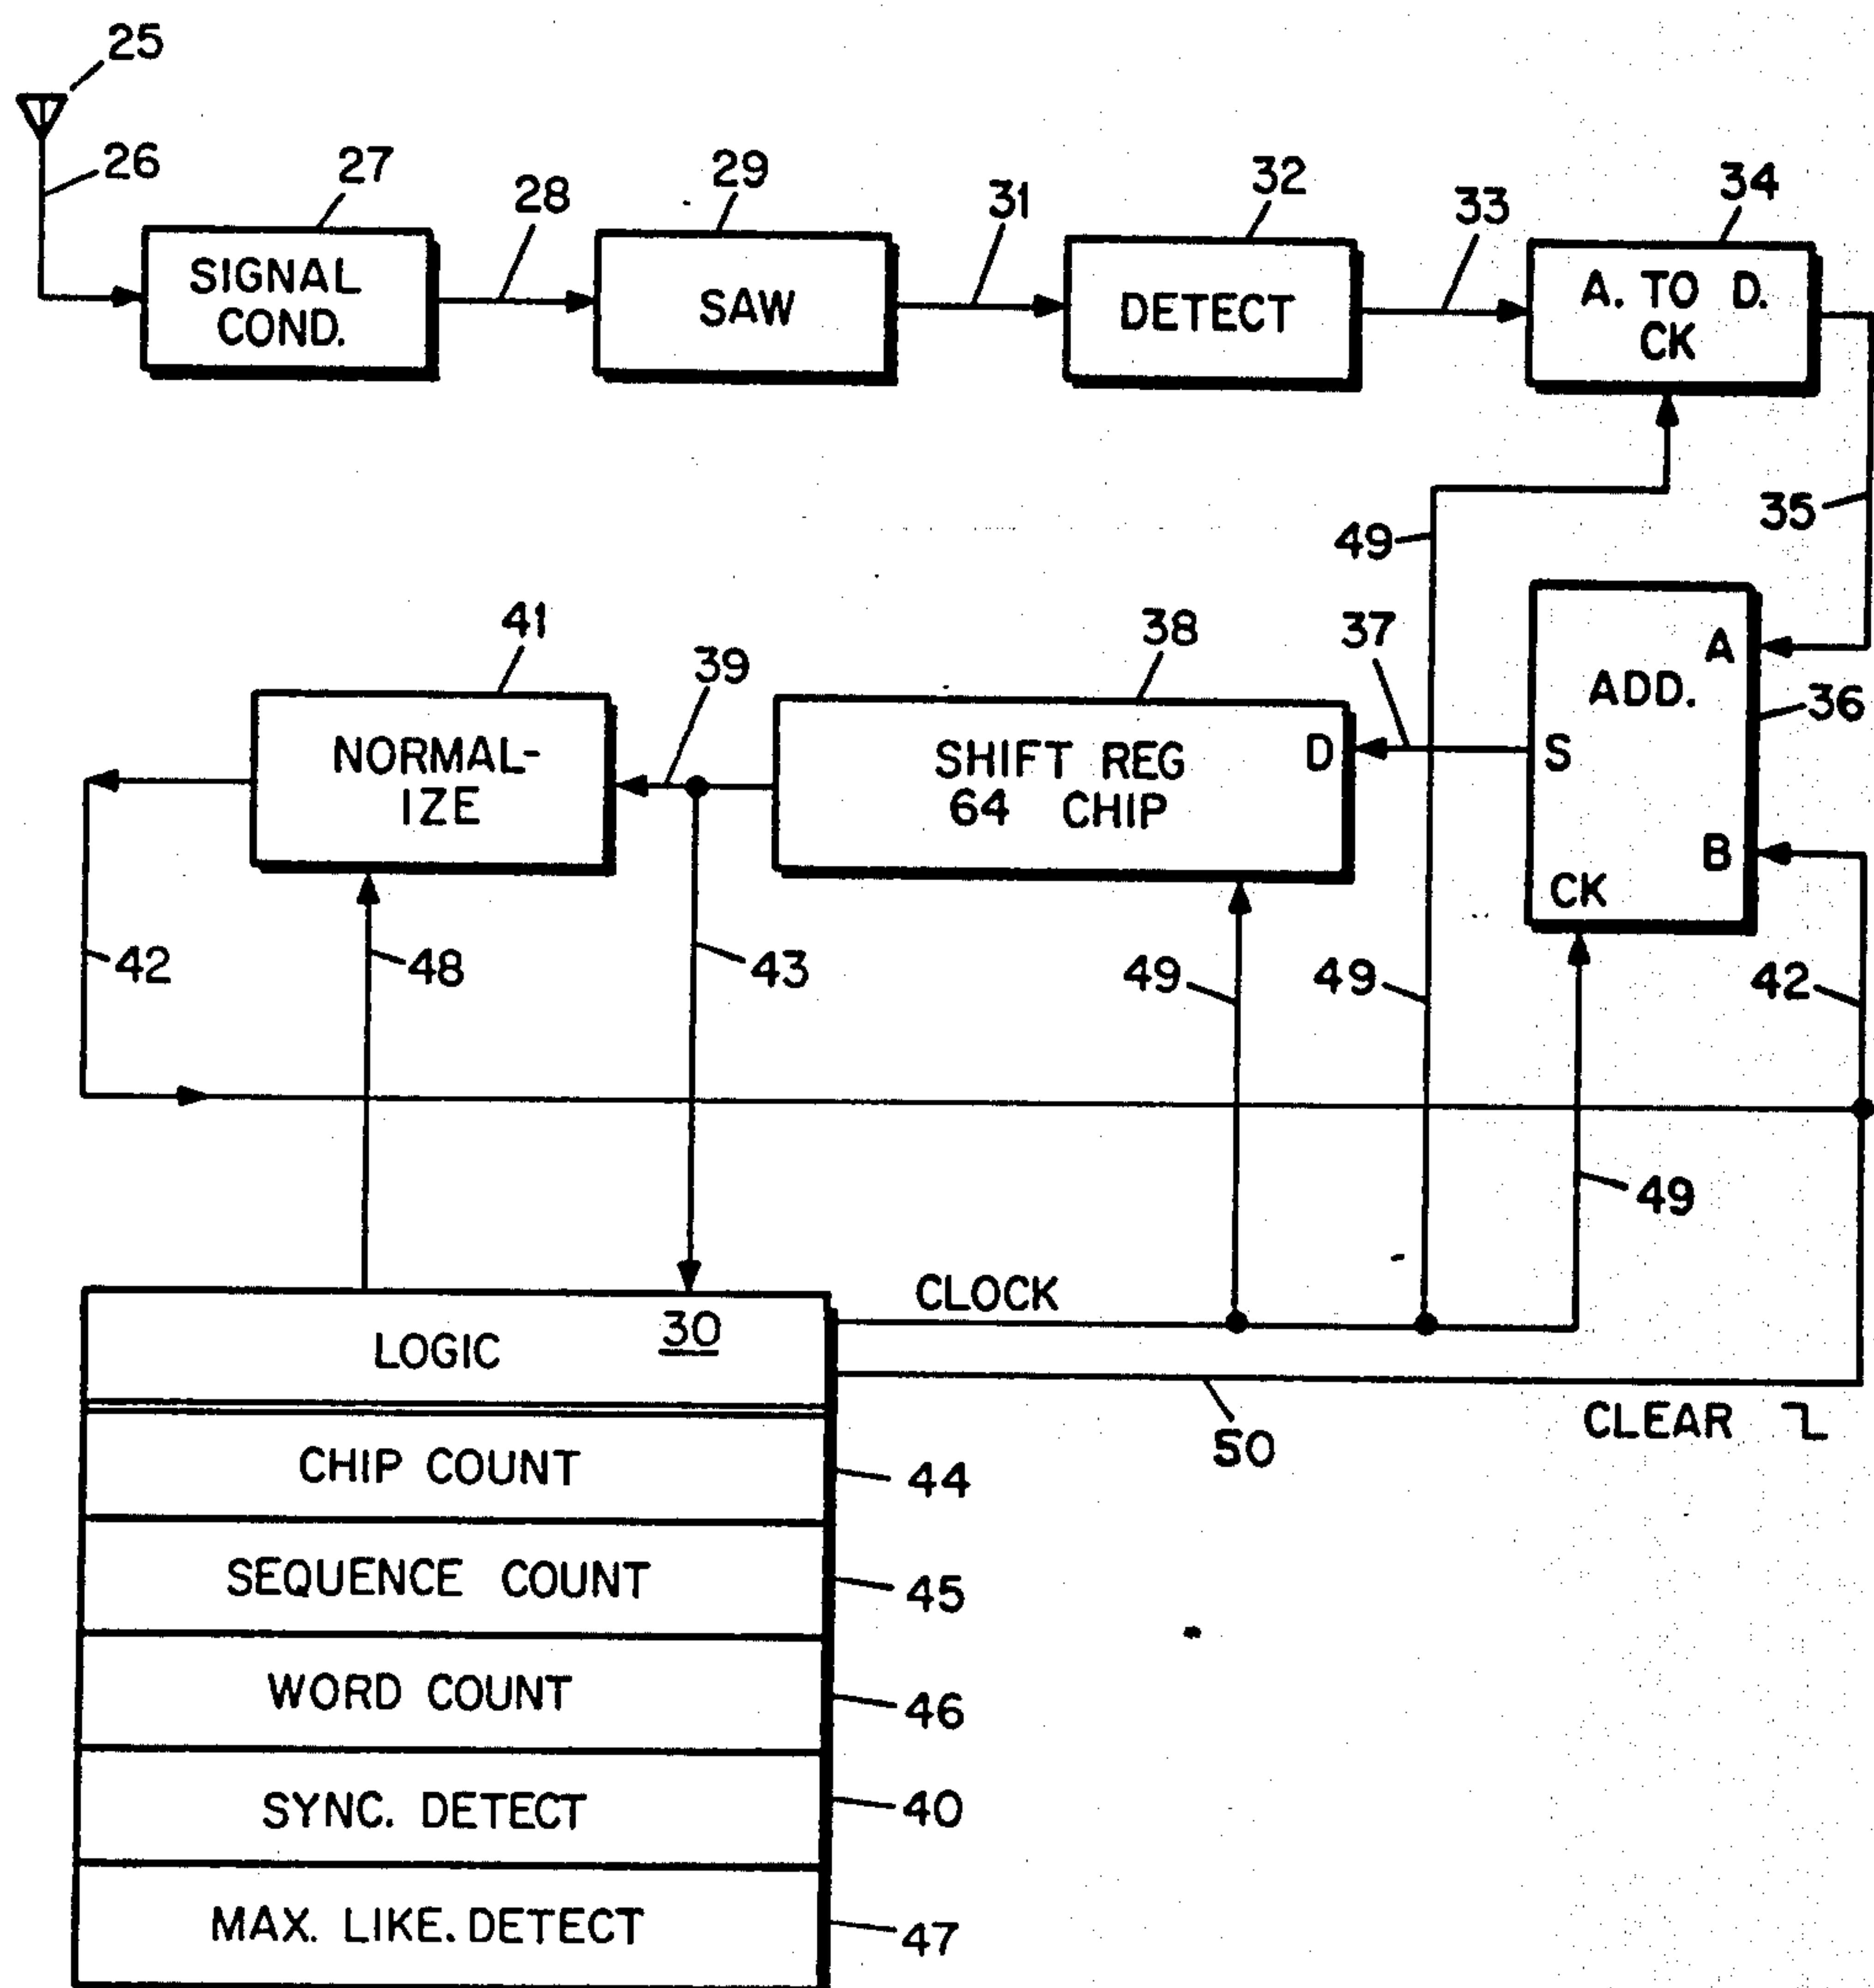 25
26
27
28
29
31
32
33
34
SIGNAL
COND.
SAW
DETECT
A. TO D.
CK
35
49
41
39
38
37
36
NORMAL-
IZE
SHIFT REG
64 CHIP
D
A
ADD.
S
B
CK
42
48
43
49
49
42
49
CLOCK
LOGIC
30
50
CLEAR
CHIP COUNT
44
SEQUENCE COUNT
45
WORD COUNT
46
SYNC. DETECT
40
MAX. LIKE. DETECT
47